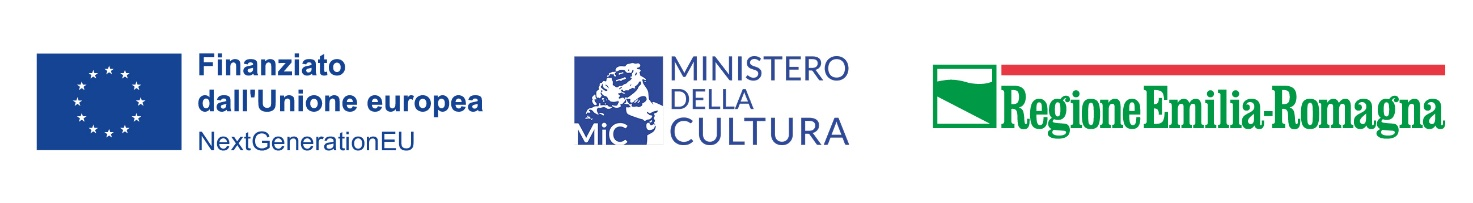 Finanziato
dall'Unione europea
NextGenerationEU
MiC
MINISTERO
DELLA
CULTURA
RegioneEmilia-Romagna